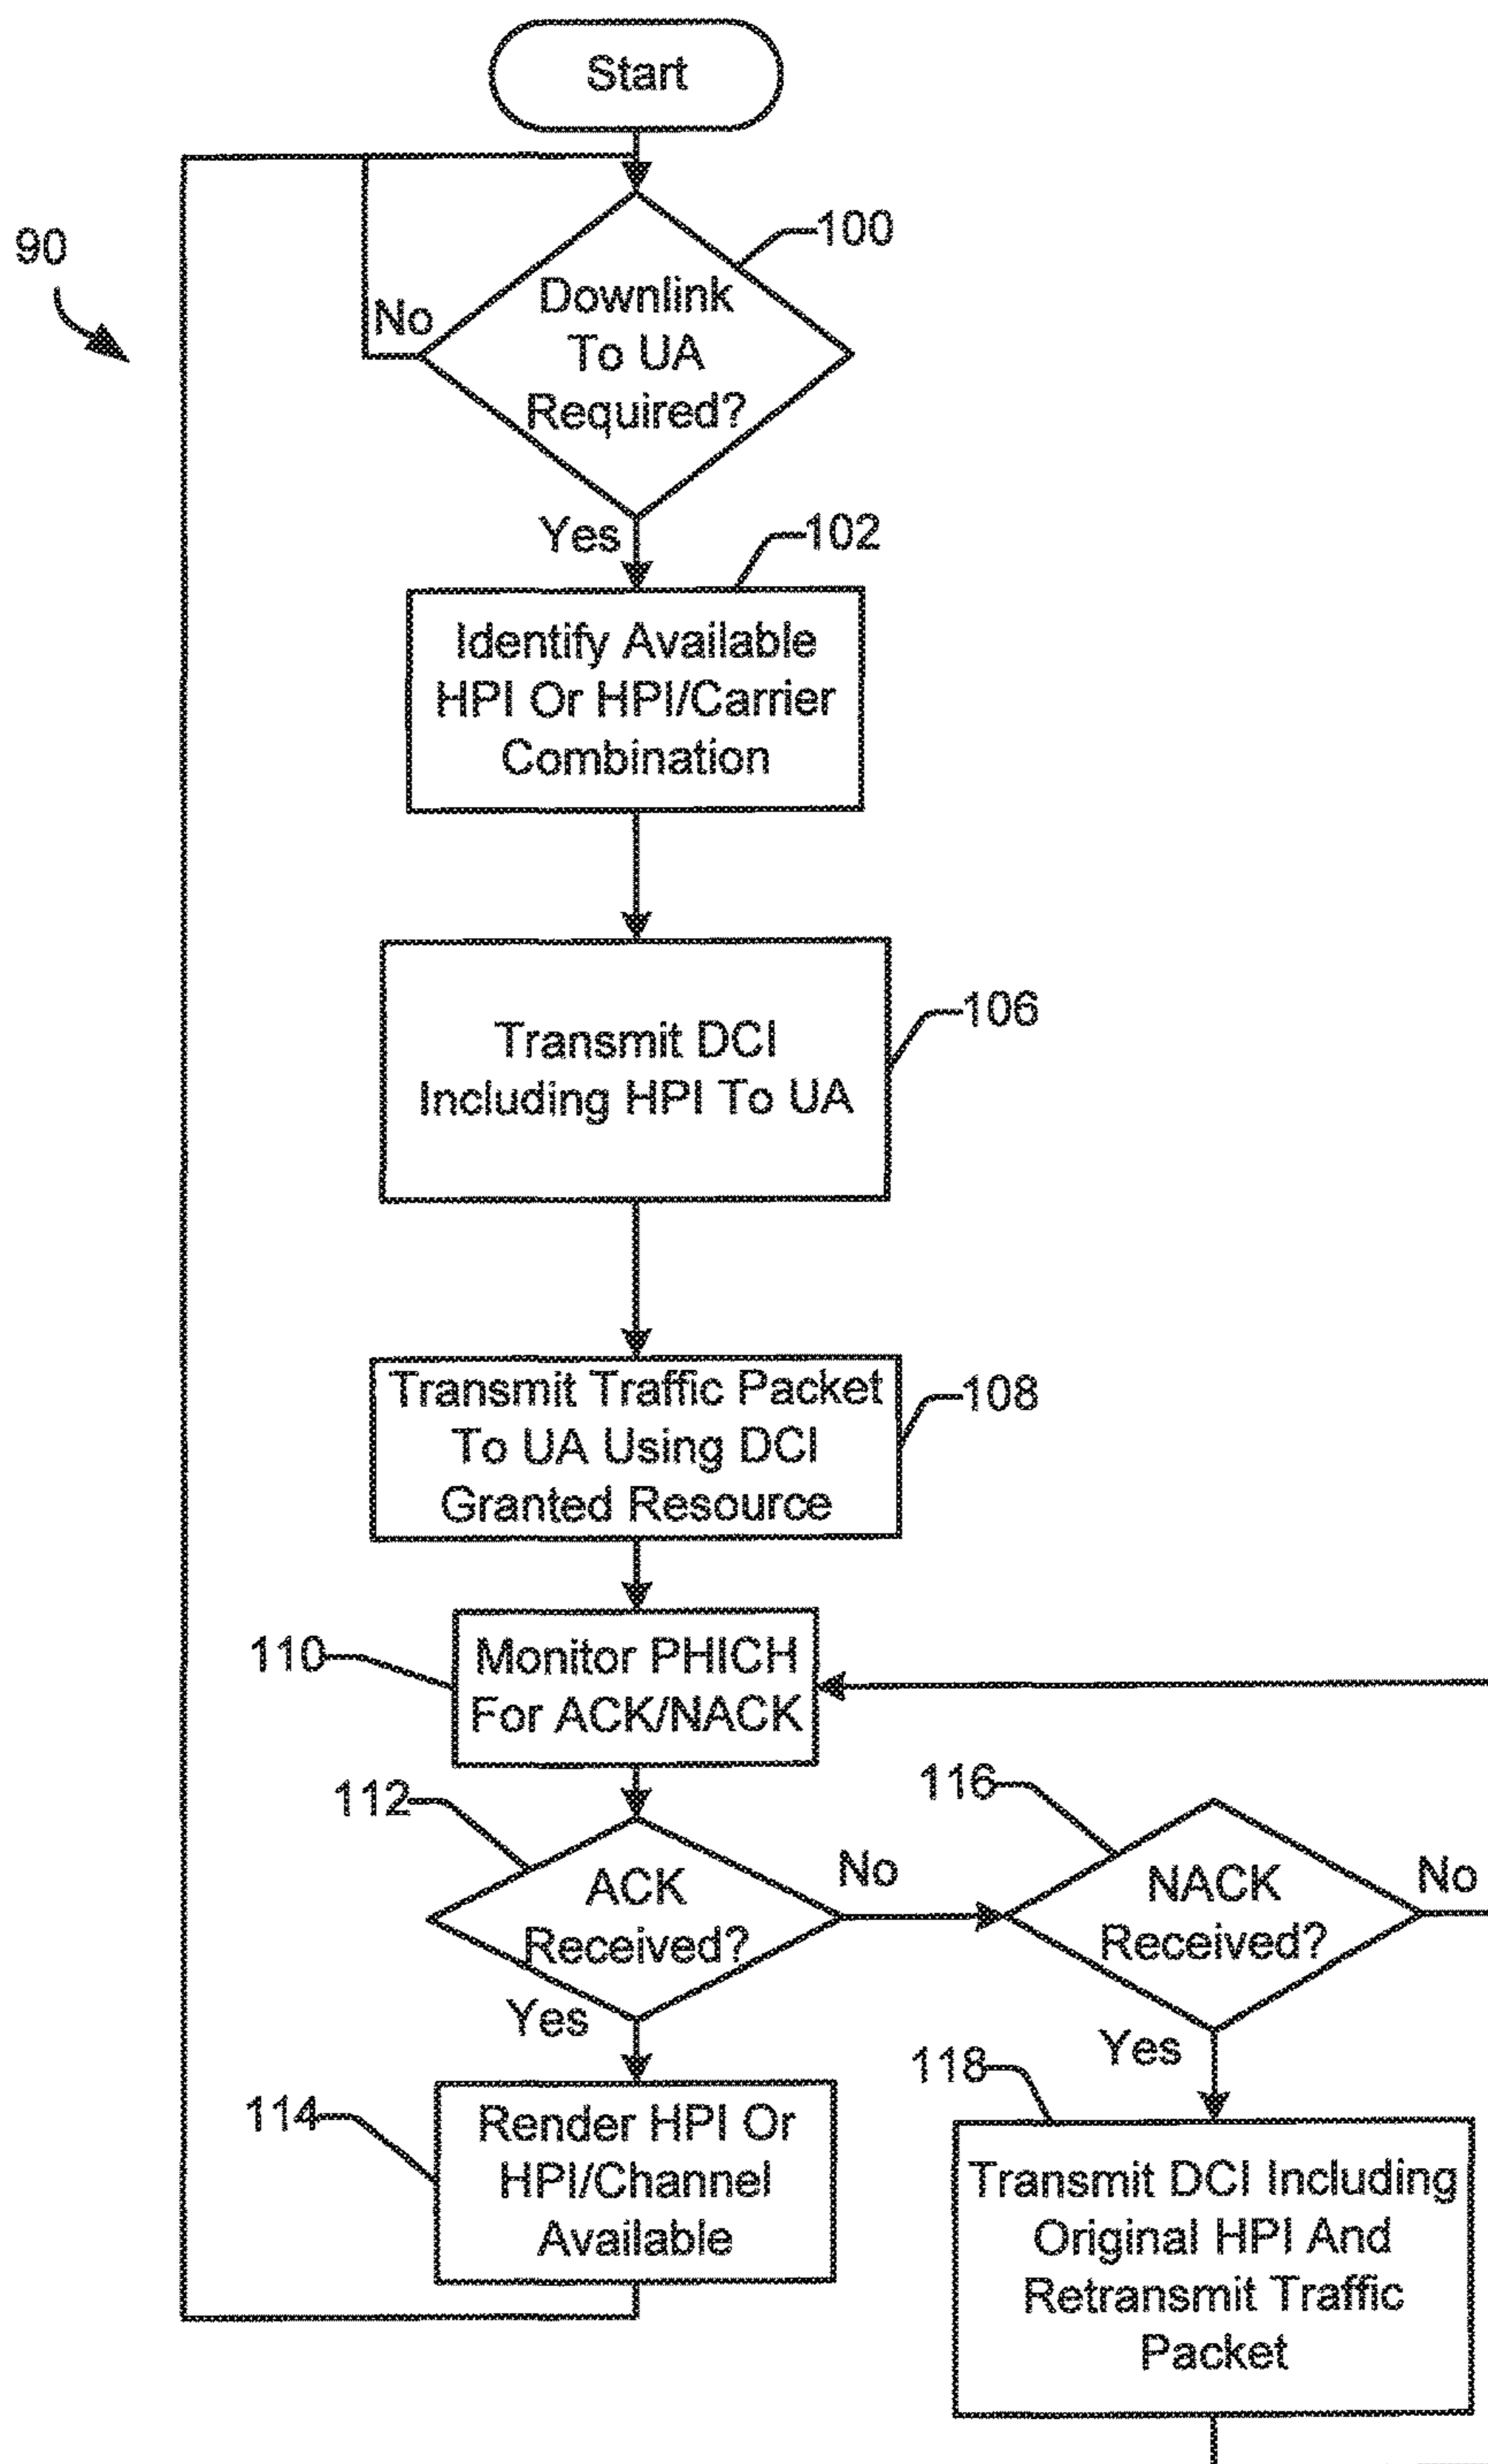 Start
90
100
Downlink
To UA
Required?
No
Yes
102
Identify Available
HPI Or HPI/Carrier
Combination
106
Transmit DCI
Including HPI To UA
108
Transmit Traffic Packet
To UA Using DCI
Granted Resource
110
Monitor PHICH
For ACK/NACK
112
ACK
Received?
No
Yes
116
NACK
Received?
No
Yes
114
Render HPI Or
HPI/Channel
Available
118
Transmit DCI Including
Original HPI And
Retransmit Traffic
Packet